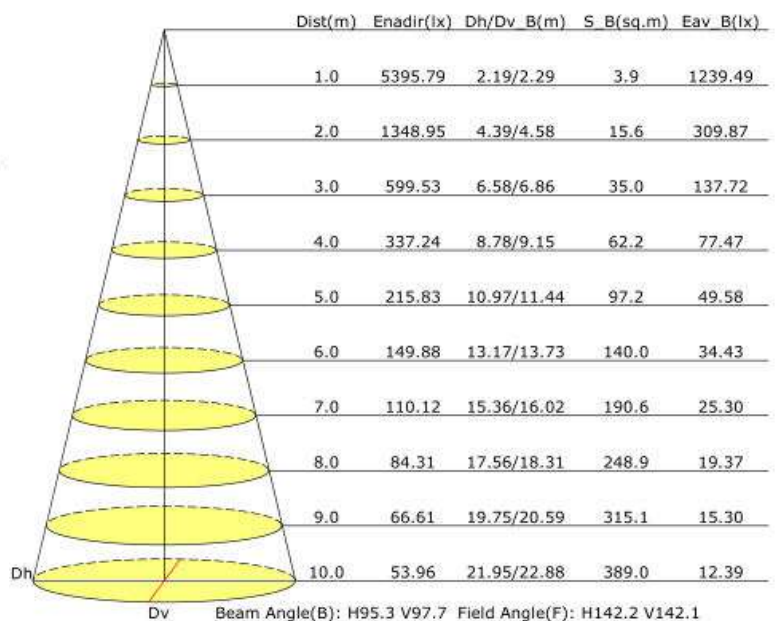 Dist(m) Enadir(lx) Dh/Dv_B(m) S_B(sq.m) Eav_B(lx)
1.0 5395.79 2.19/2.29 3.9 1239.49
2.0 1348.95 4.39/4.58 15.6 309.87
3.0 599.53 6.58/6.86 35.0 137.72
4.0 337.24 8.78/9.15 62.2 77.47
5.0 215.83 10.97/11.44 97.2 49.58
6.0 149.88 13.17/13.73 140.0 34.43
7.0 110.12 15.36/16.02 190.6 25.30
8.0 84.31 17.56/18.31 248.9 19.37
9.0 66.61 19.75/20.59 315.1 15.30
Dh 10.0 53.96 21.95/22.88 389.0 12.39
Dv Beam Angle(B): H95.3 V97.7 Field Angle(F): H142.2 V142.1